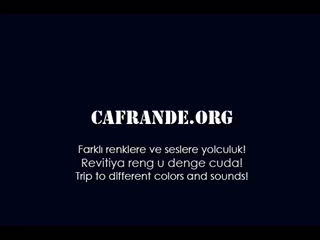 CAFRANDE.ORG
Farklı renklere ve seslere yolculuk!
Revitiya reng u denge cuda!
Trip to different colors and sounds!